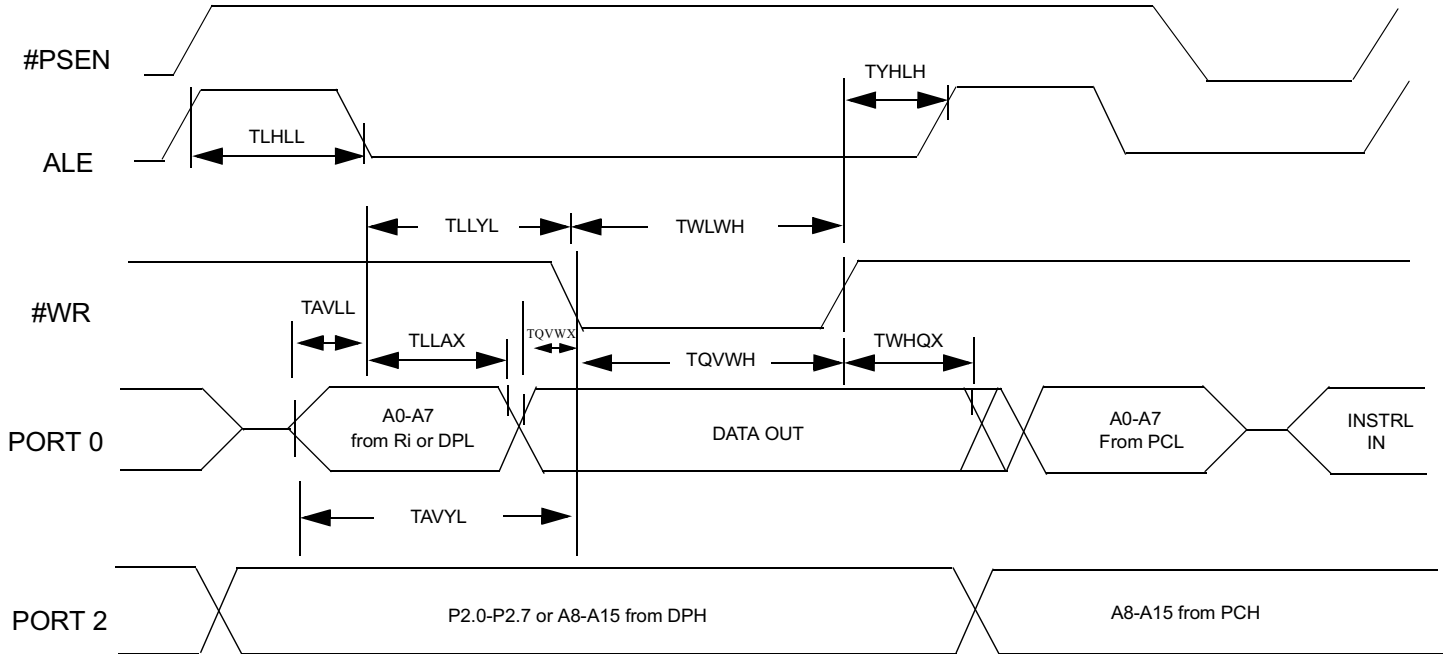 #PSEN
TYHLH
TLHLL
ALE
TLLYL
TWLWH
#WR
TAVLL
TQVWX
TLLAX
TQVWH
TWHQX
PORT 0
A0-A7
from Ri or DPL
DATA OUT
A0-A7
From PCL
INSTRL
IN
TAVYL
PORT 2
P2.0-P2.7 or A8-A15 from DPH
A8-A15 from PCH